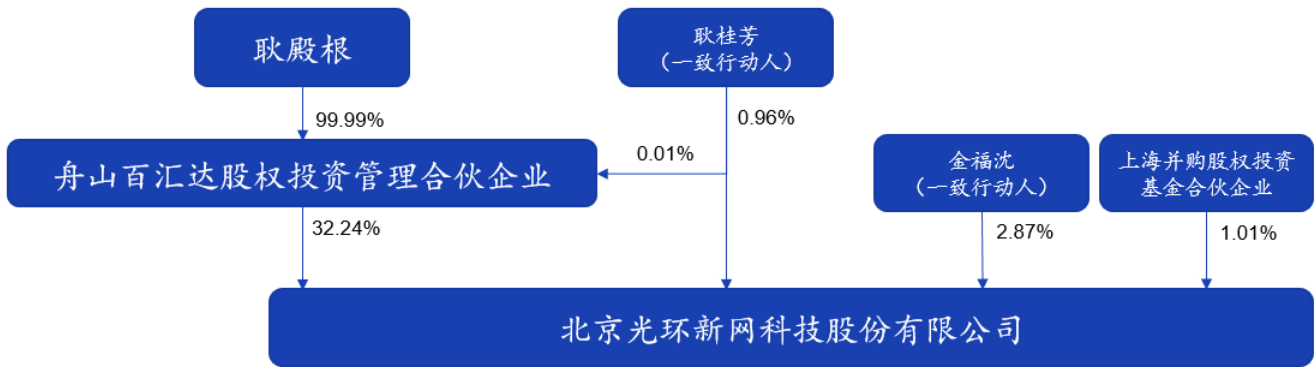 耿殿根
耿桂芳
（一致行动人）
99.99%
0.96%
舟山百汇达股权投资管理合伙企业
0.01%
金福沈
（一致行动人）
上海并购股权投资
基金合伙企业
32.24%
2.87%
1.01%
北京光环新网科技股份有限公司